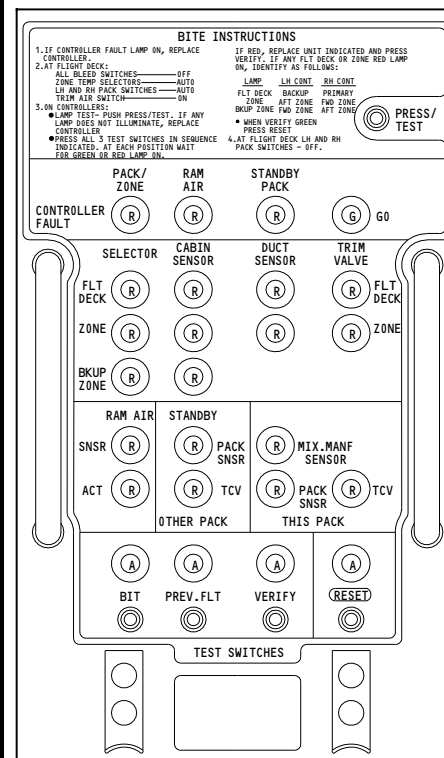 BITE INSTRUCTIONS
1.IF CONTROLLER FAULT LAMP ON, REPLACE
CONTROLLER.
2.AT FLIGHT DECK:
ALL BLEED SWITCHES OFF
ZONE TEMP SELECTORS AUTO
LH AND RH PACK SWITCHES AUTO
TRIM AIR SWITCH ON
3.ON CONTROLLERS:
●LAMP TEST- PUSH PRESS/TEST. IF ANY
LAMP DOES NOT ILLUMINATE, REPLACE
CONTROLLER
●PRESS ALL 3 TEST SWITCHES IN SEQUENCE
INDICATED. AT EACH POSITION WAIT
FOR GREEN OR RED LAMP ON.
IF RED, REPLACE UNIT INDICATED AND PRESS
VERIFY. IF ANY FLT DECK OR ZONE RED LAMP
ON, IDENTIFY AS FOLLOWS:
LAMP LH CONT RH CONT
FLT DECK BACKUP PRIMARY
ZONE AFT ZONE FWD ZONE
BKUP ZONE FWD ZONE AFT ZONE
● WHEN VERIFY GREEN
PRESS RESET
4.AT FLIGHT DECK LH AND RH
PACK SWITCHES - OFF.
PRESS/
TEST
PACK/
ZONE
RAM
AIR
STANDBY
PACK
CONTROLLER
FAULT
R R R G GO
SELECTOR
CABIN
SENSOR
DUCT
SENSOR
TRIM
VALVE
FLT
DECK
R R R R
FLT
DECK
ZONE R R R R ZONE
BKUP
ZONE
R R
RAM AIR STANDBY
SNSR R R PACK
SNSR
R MIX.MANF
SENSOR
ACT R R TCV
R PACK
SNSR
R TCV
OTHER PACK THIS PACK
A A A A
BIT PREV.FLT VERIFY RESET
TEST SWITCHES